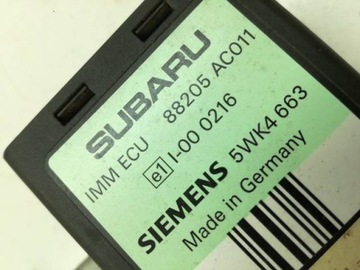 SUBARU
IMM ECU 88205 AC011
e1 I-00 0216
SIEMENS 5WK4 663
Made in Germany